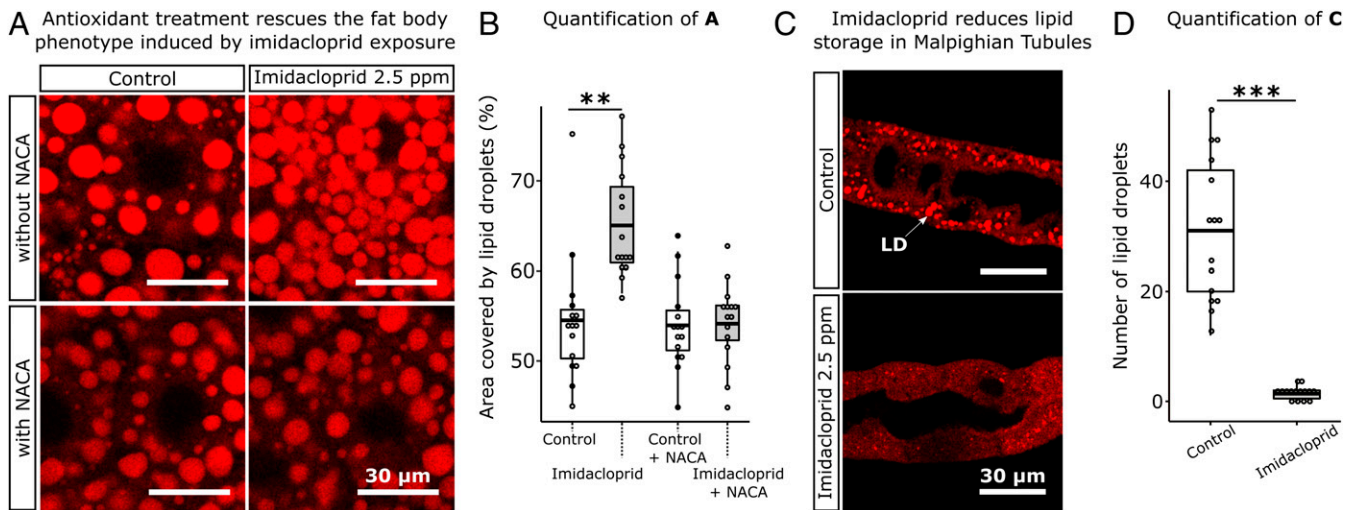 A
Antioxidant treatment rescues the fat body
phenotype induced by imidacloprid exposure
Control
Imidacloprid 2.5 ppm
without NACA
with NACA
30 μm
B
Quantification of A
Area covered by lipid droplets (%)
70
60
50
Control
Imidacloprid
Control
+ NACA
Imidacloprid
+ NACA
**
C
Imidacloprid reduces lipid
storage in Malpighian Tubules
Control
LD
Imidacloprid 2.5 ppm
30 μm
D
Quantification of C
***
Number of lipid droplets
40
20
0
Control
Imidacloprid